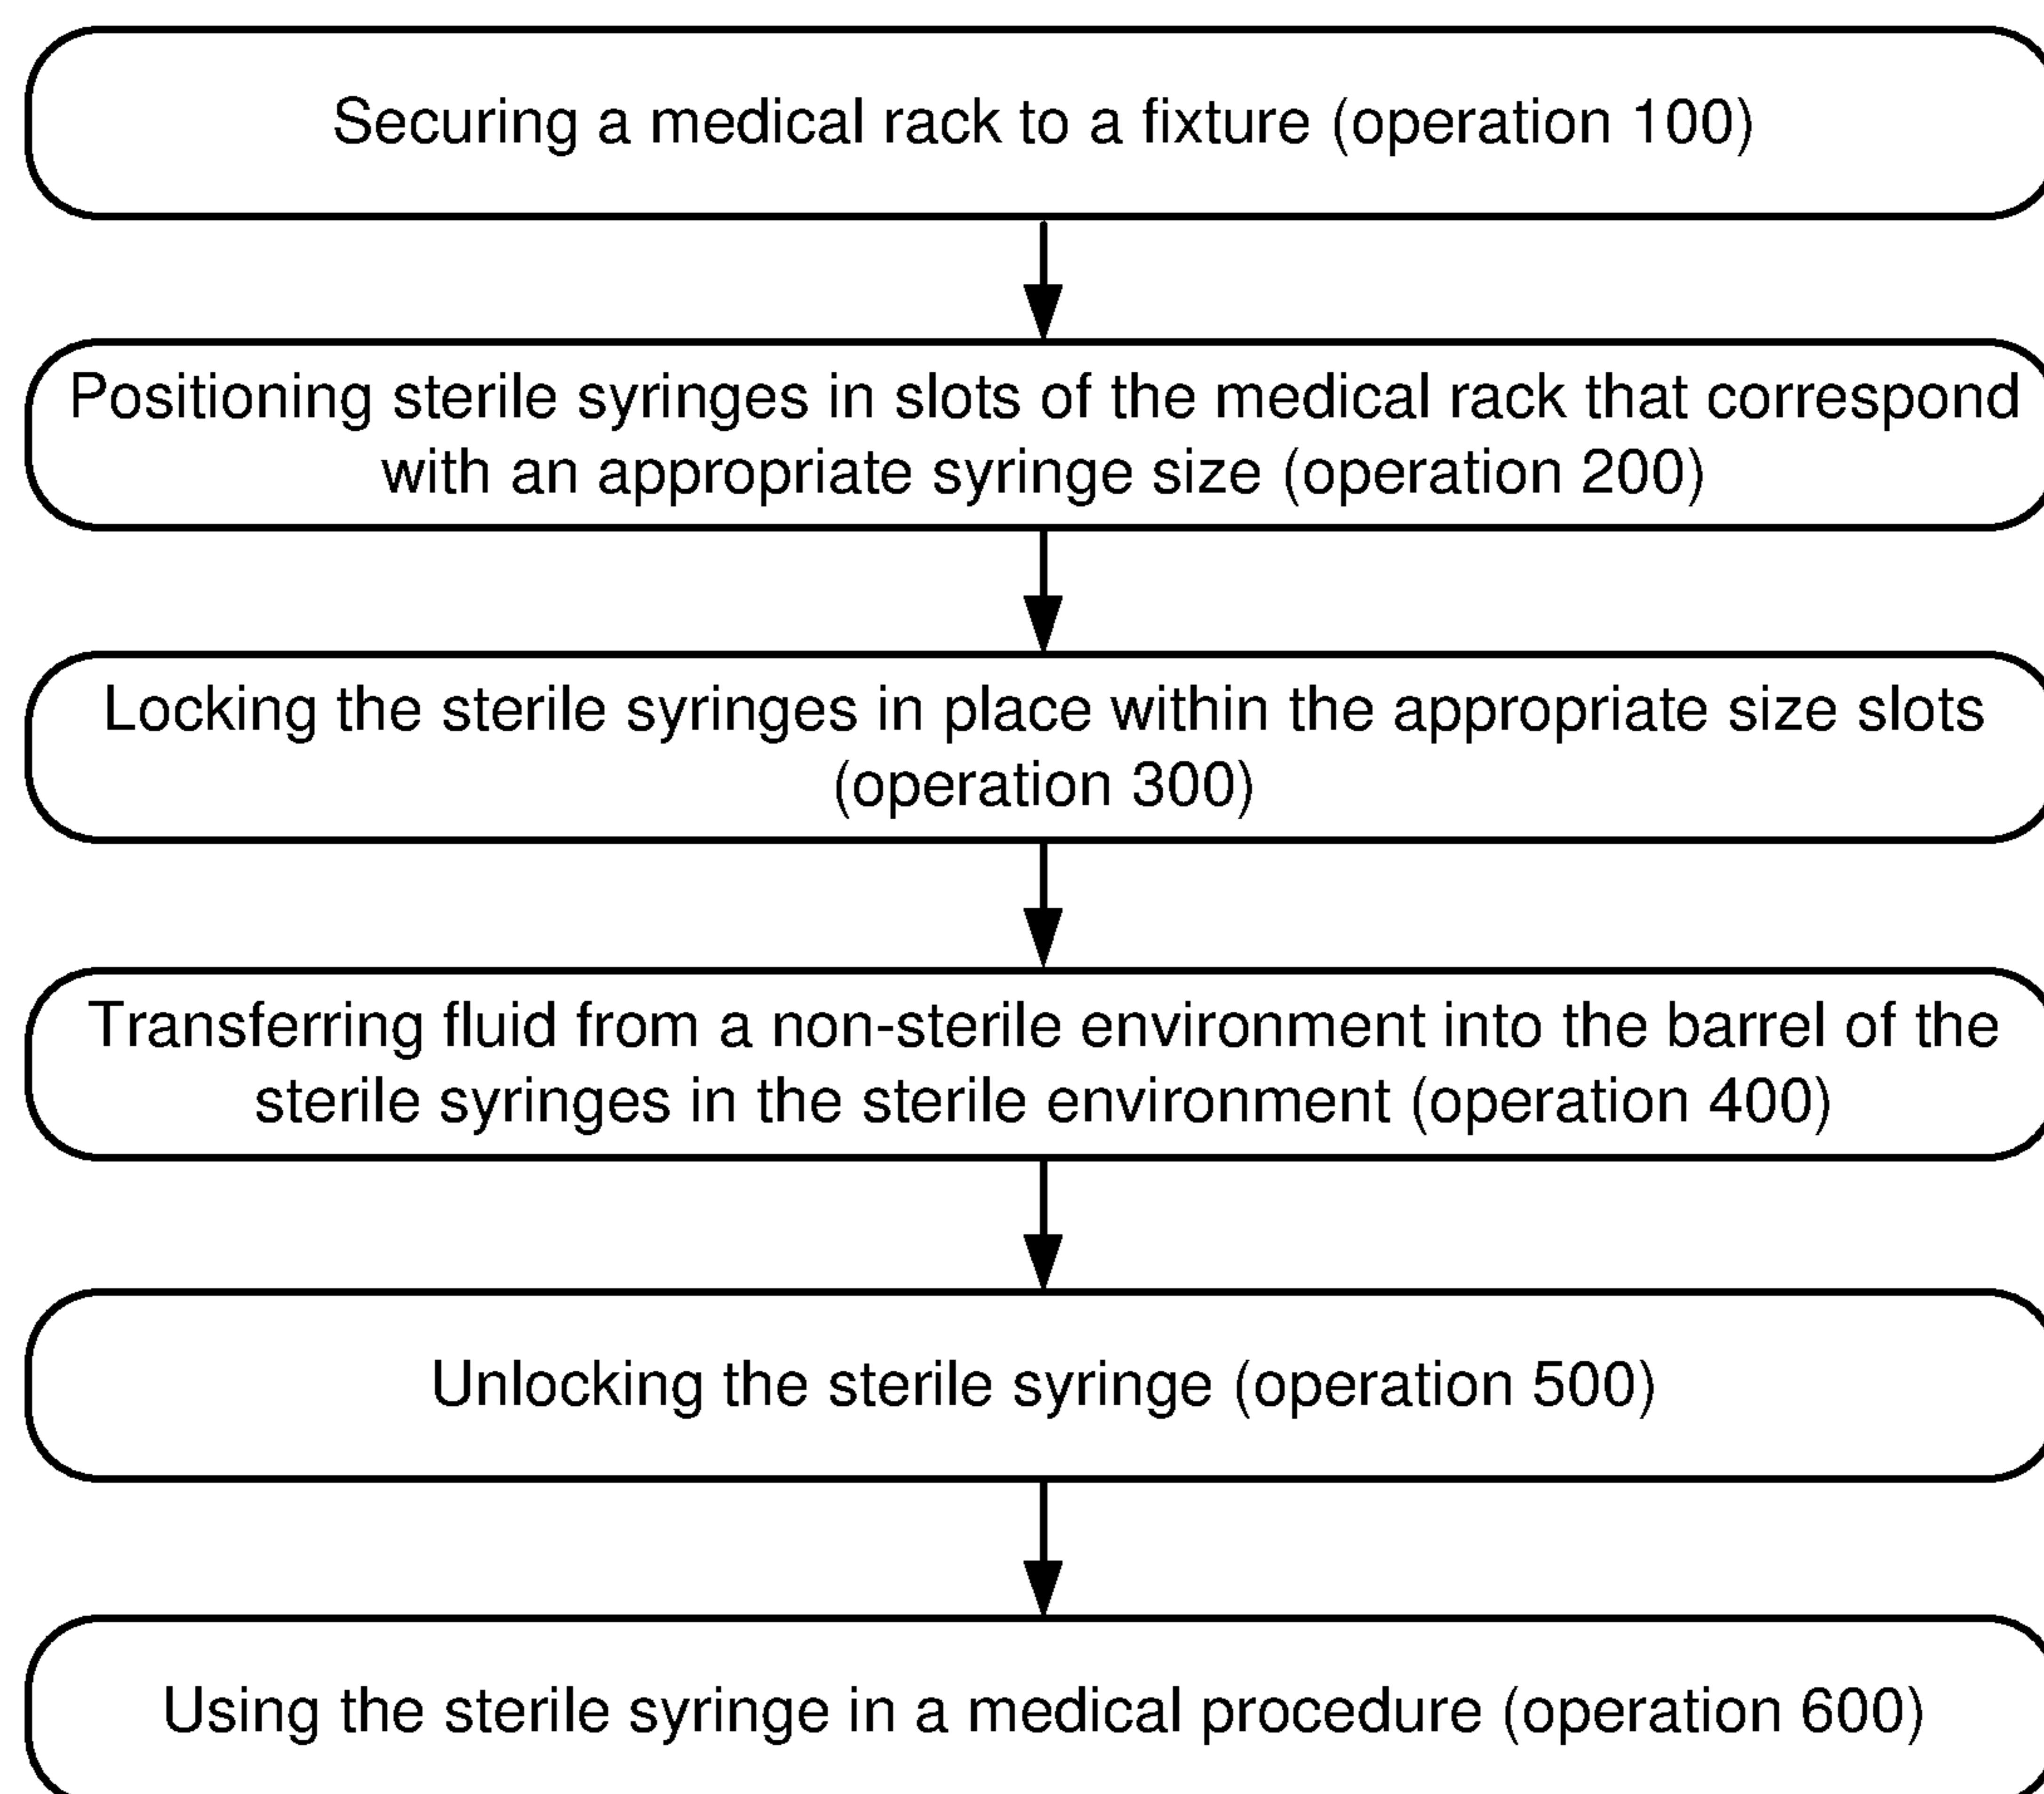 Securing a medical rack to a fixture (operation 100)
Positioning sterile syringes in slots of the medical rack that correspond
with an appropriate syringe size (operation 200)
Locking the sterile syringes in place within the appropriate size slots
(operation 300)
Transferring fluid from a non-sterile environment into the barrel of the
sterile syringes in the sterile environment (operation 400)
Unlocking the sterile syringe (operation 500)
Using the sterile syringe in a medical procedure (operation 600)